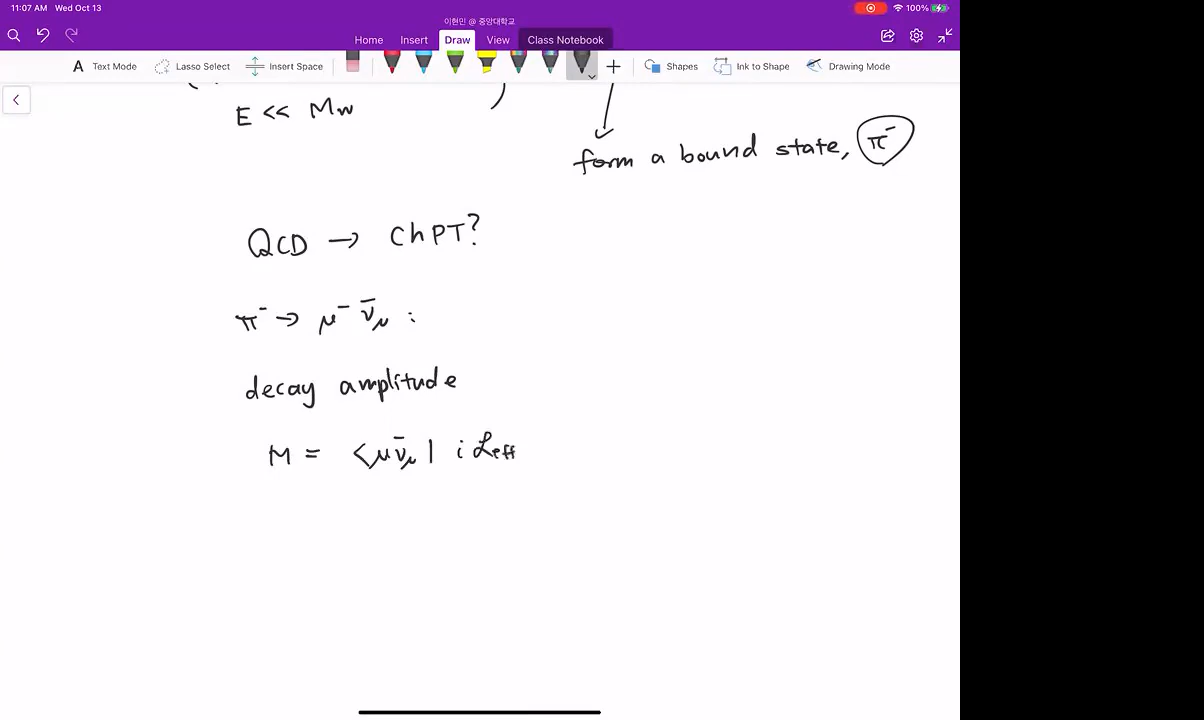 11:07 AM Wed Oct 13
100%
이현민 @ 중앙대학교
Home Insert Draw View Class Notebook
A Text Mode Lasso Select Insert Space Shapes Ink to Shape Drawing Mode
E << Mw
form a bound state, π⁻
QCD → ChPT?
π⁻ → μ⁻ ν̄μ :
decay amplitude
M = <μ ν̄μ | i ℒeff